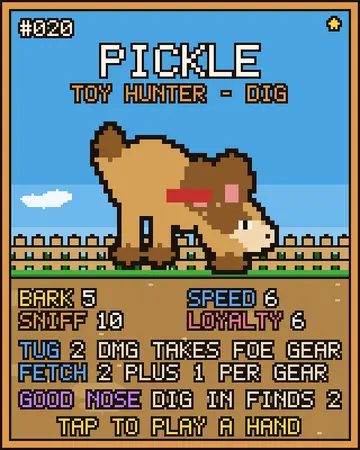 #020
PICKLE
TOY HUNTER - DIG
BARK 5 SPEED 6
SNIFF 10 LOYALTY 6
TUG 2 DMG TAKES FOE GEAR
FETCH 2 PLUS 1 PER GEAR
GOOD NOSE DIG IN FINDS 2
TAP TO PLAY A HAND